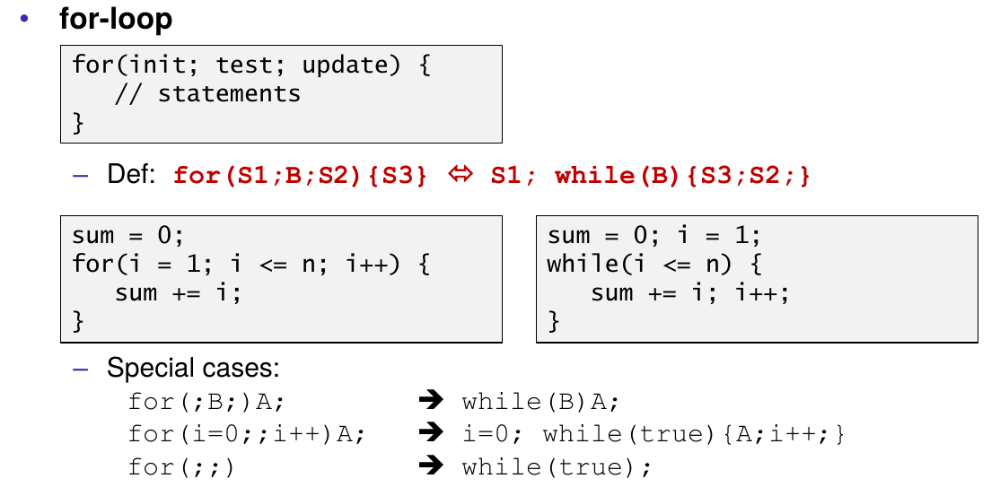 • for-loop
for(init; test; update) {
   // statements
}
– Def: for(S1;B;S2){S3} ⇔ S1; while(B){S3;S2;}
sum = 0;
for(i = 1; i <= n; i++) {
   sum += i;
}
sum = 0; i = 1;
while(i <= n) {
   sum += i; i++;
}
– Special cases:
for(;B;)A; ➔ while(B)A;
for(i=0;;i++)A; ➔ i=0; while(true){A;i++;}
for(;;) ➔ while(true);